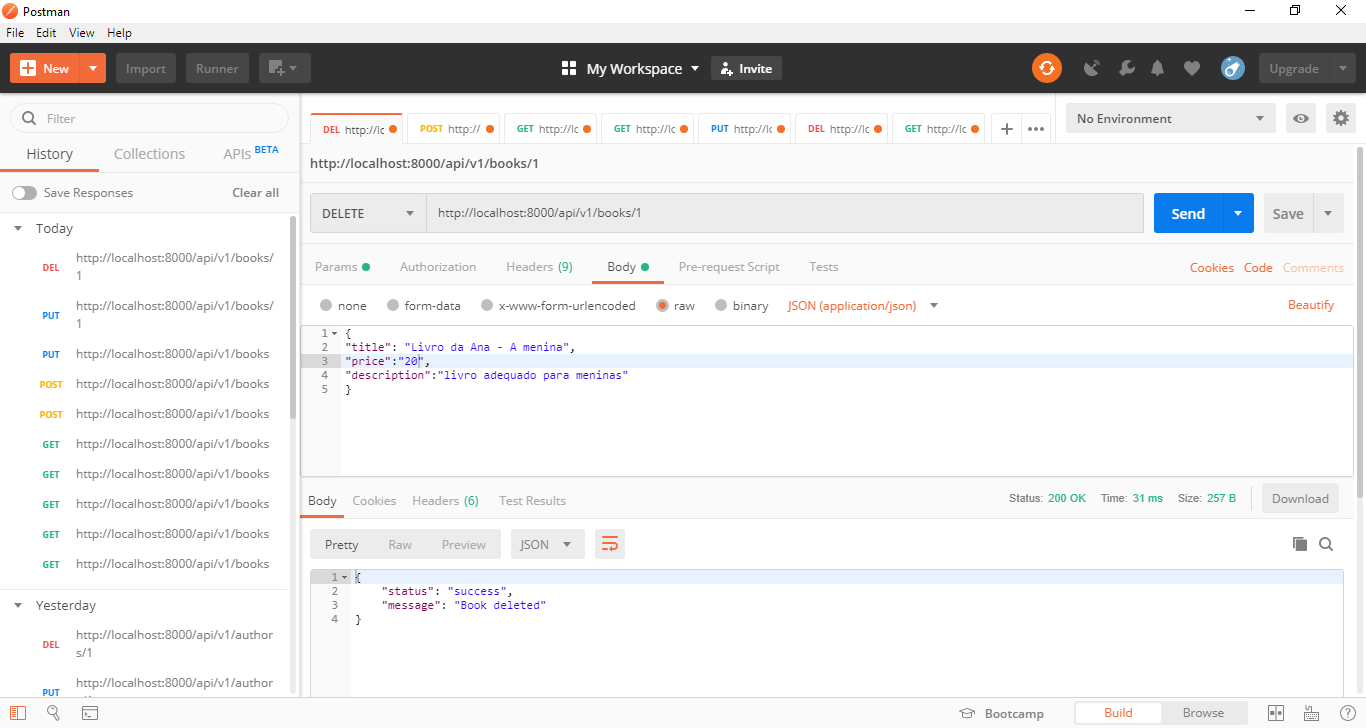 Postman
File Edit View Help
New Import Runner My Workspace Invite Upgrade
Filter
History Collections APIs BETA
Save Responses Clear all
Today
DEL http://localhost:8000/api/v1/books/
1
PUT http://localhost:8000/api/v1/books/
1
PUT http://localhost:8000/api/v1/books
POST http://localhost:8000/api/v1/books
POST http://localhost:8000/api/v1/books
GET http://localhost:8000/api/v1/books
GET http://localhost:8000/api/v1/books
GET http://localhost:8000/api/v1/books
GET http://localhost:8000/api/v1/books
GET http://localhost:8000/api/v1/books
Yesterday
DEL http://localhost:8000/api/v1/author
s/1
PUT http://localhost:8000/api/v1/author
DEL http://lc POST http:// GET http://lc GET http://lc PUT http://lc DEL http://lc GET http://lc
No Environment
http://localhost:8000/api/v1/books/1
DELETE http://localhost:8000/api/v1/books/1 Send Save
Params Authorization Headers (9) Body Pre-request Script Tests Cookies Code Comments
none form-data x-www-form-urlencoded raw binary JSON (application/json) Beautify
1 {
2 "title": "Livro da Ana - A menina",
3 "price":"20",
4 "description":"livro adequado para meninas"
5 }
Body Cookies Headers (6) Test Results Status: 200 OK Time: 31 ms Size: 257 B Download
Pretty Raw Preview JSON
1 {
2 "status": "success",
3 "message": "Book deleted"
4 }
Bootcamp Build Browse